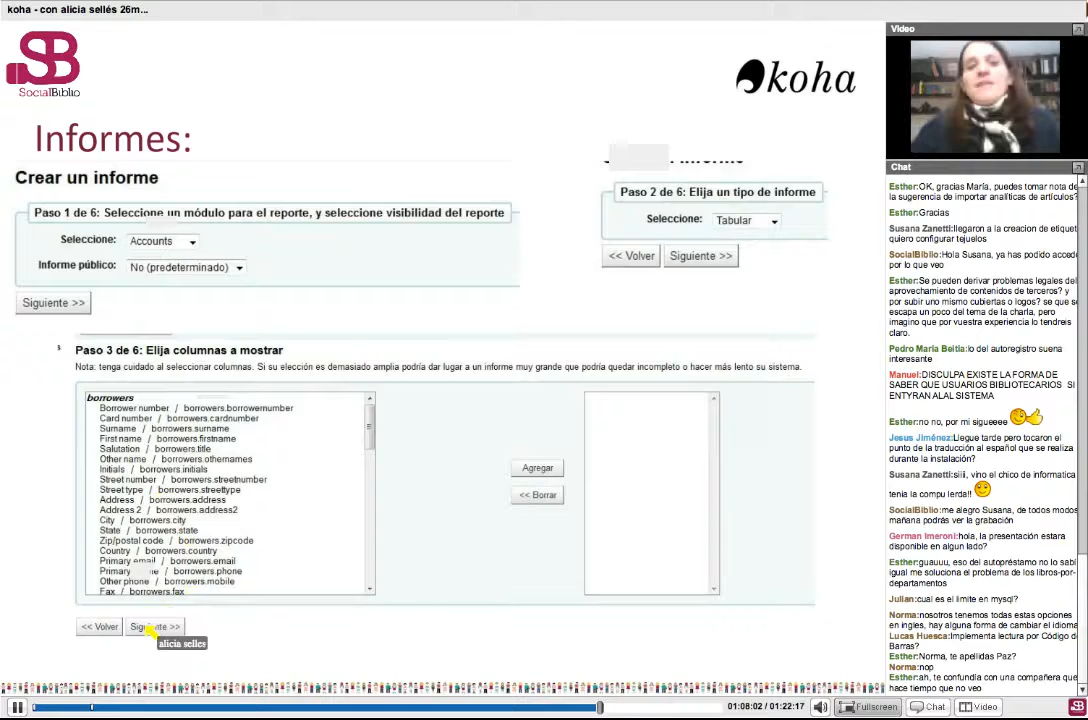 koha - con alicia sellés 26m...
SB
SocialBiblio
koha
Informes:
Crear un informe
Paso 1 de 6: Seleccione un módulo para el reporte, y seleccione visibilidad del reporte
Seleccione: Accounts
Informe público: No (predeterminado)
Siguiente >>
Paso 2 de 6: Elija un tipo de informe
Seleccione: Tabular
<< Volver Siguiente >>
Paso 3 de 6: Elija columnas a mostrar
Nota: tenga cuidado al seleccionar columnas. Si su elección es demasiado amplia podría dar lugar a un informe muy grande que podría quedar incompleto o hacer más lento su sistema.
borrowers
Borrower number / borrowers.borrowernumber
Card number / borrowers.cardnumber
Surname / borrowers.surname
First name / borrowers.firstname
Salutation / borrowers.title
Other name / borrowers.othernames
Initials / borrowers.initials
Street number / borrowers.streetnumber
Street type / borrowers.streettype
Address / borrowers.address
Address 2 / borrowers.address2
City / borrowers.city
State / borrowers.state
Zip/postal code / borrowers.zipcode
Country / borrowers.country
Primary email / borrowers.email
Primary / borrowers.phone
Other phone / borrowers.mobile
Fax / borrowers.fax
Agregar
<< Borrar
<< Volver Siguiente >>
alicia selles
Video
Chat
Esther:OK, gracias María, puedes tomar nota de
la sugerencia de importar analíticas de artículos?
Esther:Gracias
Susana Zanetti:llegaron a la creacion de etiquet
quiero configurar tejuelos
SocialBiblio:Hola Susana, ya has podido accede
por lo que veo
Esther:Se pueden derivar problemas legales del
aprovechamiento de contenidos de terceros? y
por subir uno mismo cubiertas o logos? se que se
escapa un poco del tema de la charla, pero
imagino que por vuestra experiencia lo tendreis
claro.
Pedro Maria Beitia:lo del autoregistro suena
interesante
Manuel:DISCULPA EXISTE LA FORMA DE
SABER QUE USUARIOS BIBLIOTECARIOS SI
ENTYRAN ALAL SISTEMA
Esther:no no, por mi sigueeee
Jesus Jiménez:Llegue tarde pero tocaron el
punto de la traducción al español que se realiza
durante la instalación?
Susana Zanetti:siii, vino el chico de informatica
tenia la compu lerda!!
SocialBiblio:me alegro Susana, de todos modos
mañana podrás ver la grabación
German Imeroni:hola, la presentación estara
disponible en algun lado?
Esther:guauuu, eso del autopréstamo no lo sabí
igual me soluciona el problema de los libros-por-
departamentos
Julian:cual es el limite en mysql?
Norma:nosotros tenemos todas estas opciones
en ingles, hay alguna forma de cambiar el idioma
Lucas Huesca:Implementa lectura por Código d
Barras?
Esther:Norma, te apellidas Paz?
Norma:nop
Esther:ah, te confundía con una compañera que
hace tiempo que no veo
01:08:02 / 01:22:17
Fullscreen
Chat
Video
SB